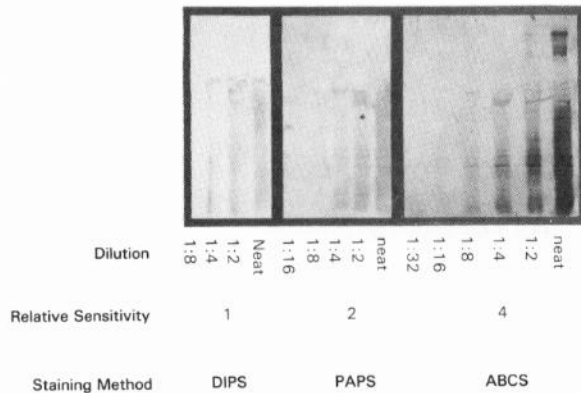 Dilution 1:8 1:4 1:2 Neat 1:16 1:8 1:4 1:2 neat 1:32 1:16 1:8 1:4 1:2 neat
Relative Sensitivity 1 2 4
Staining Method DIPS PAPS ABCS